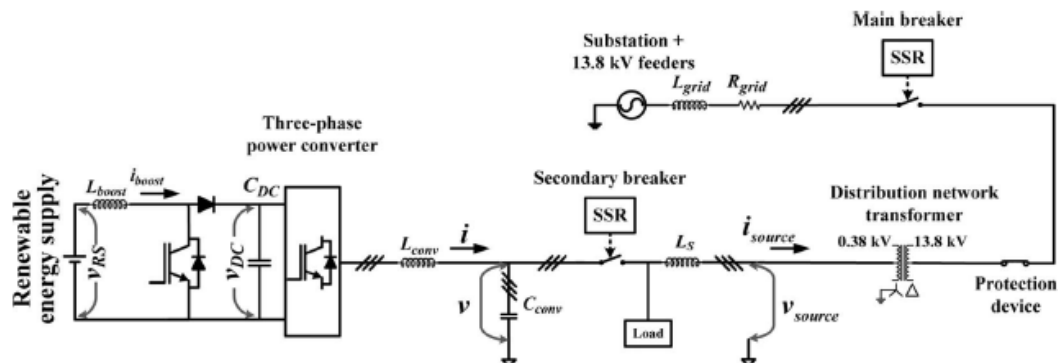 Main breaker
SSR
Substation +
13.8 kV feeders
L_grid R_grid
Three-phase
power converter
Renewable
energy supply
L_boost i_boost
C_DC
v_RS
v_DC
Secondary breaker
SSR
L_conv i
v
C_conv
L_S
Load
i_source
v_source
Distribution network
transformer
0.38 kV 13.8 kV
Protection
device